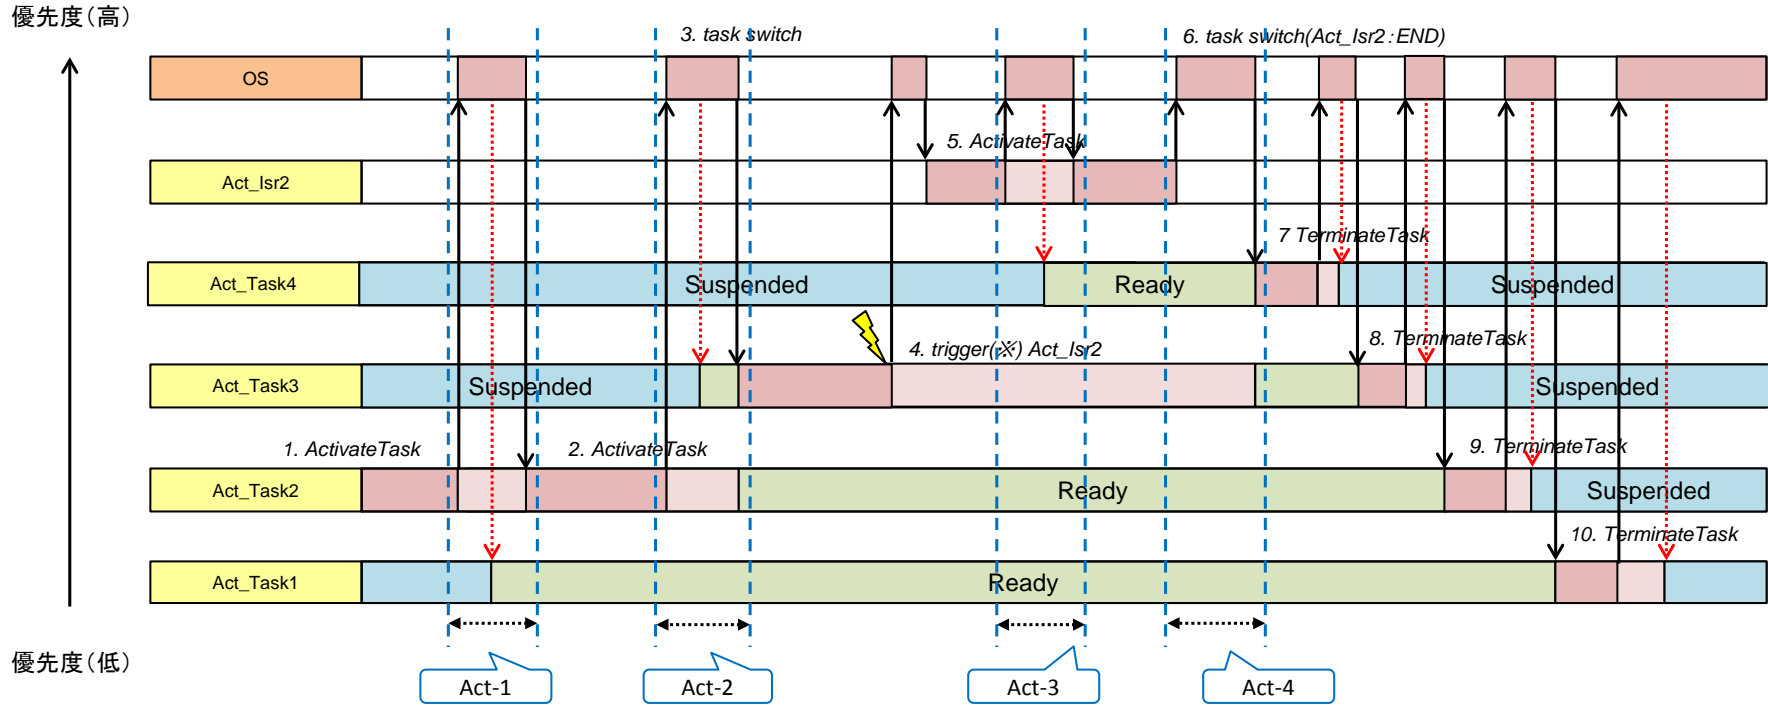 優先度(高)
3. task switch
6. task switch(Act_Isr2:END)
OS
5. ActivateTask
Act_Isr2
7 TerminateTask
Act_Task4
Suspended
Ready
Suspended
4. trigger(※) Act_Isr2
8. TerminateTask
Act_Task3
Suspended
Suspended
1. ActivateTask
2. ActivateTask
9. TerminateTask
Act_Task2
Ready
Suspended
10. TerminateTask
Act_Task1
Ready
優先度(低)
Act-1
Act-2
Act-3
Act-4